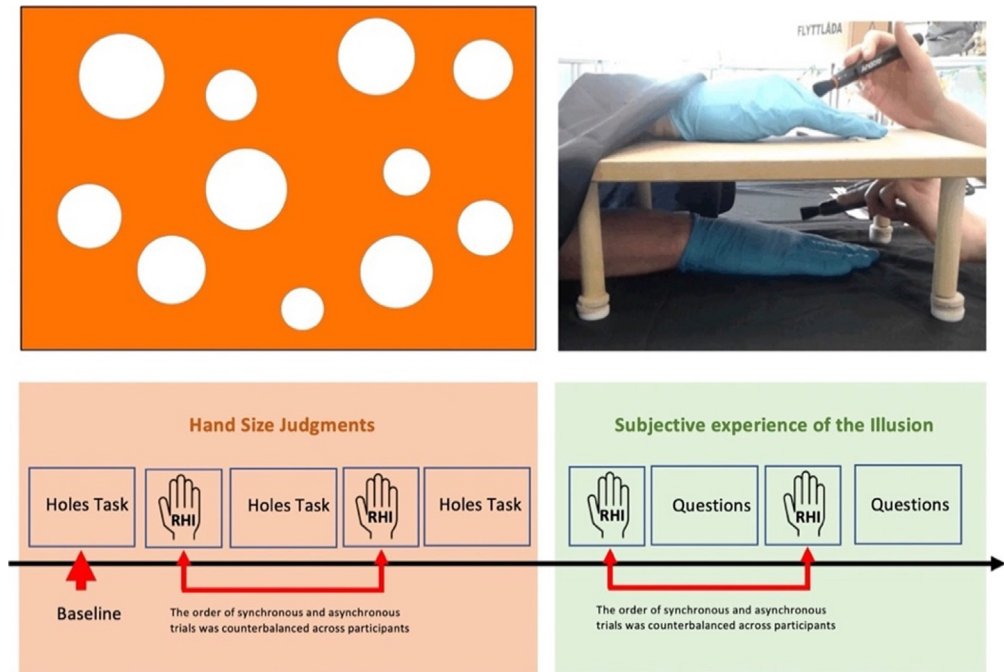 FLYTTLÅDA
Hand Size Judgments
Subjective experience of the Illusion
Holes Task
RHI
Holes Task
RHI
Holes Task
RHI
Questions
RHI
Questions
Baseline
The order of synchronous and asynchronous
trials was counterbalanced across participants
The order of synchronous and asynchronous
trials was counterbalanced across participants